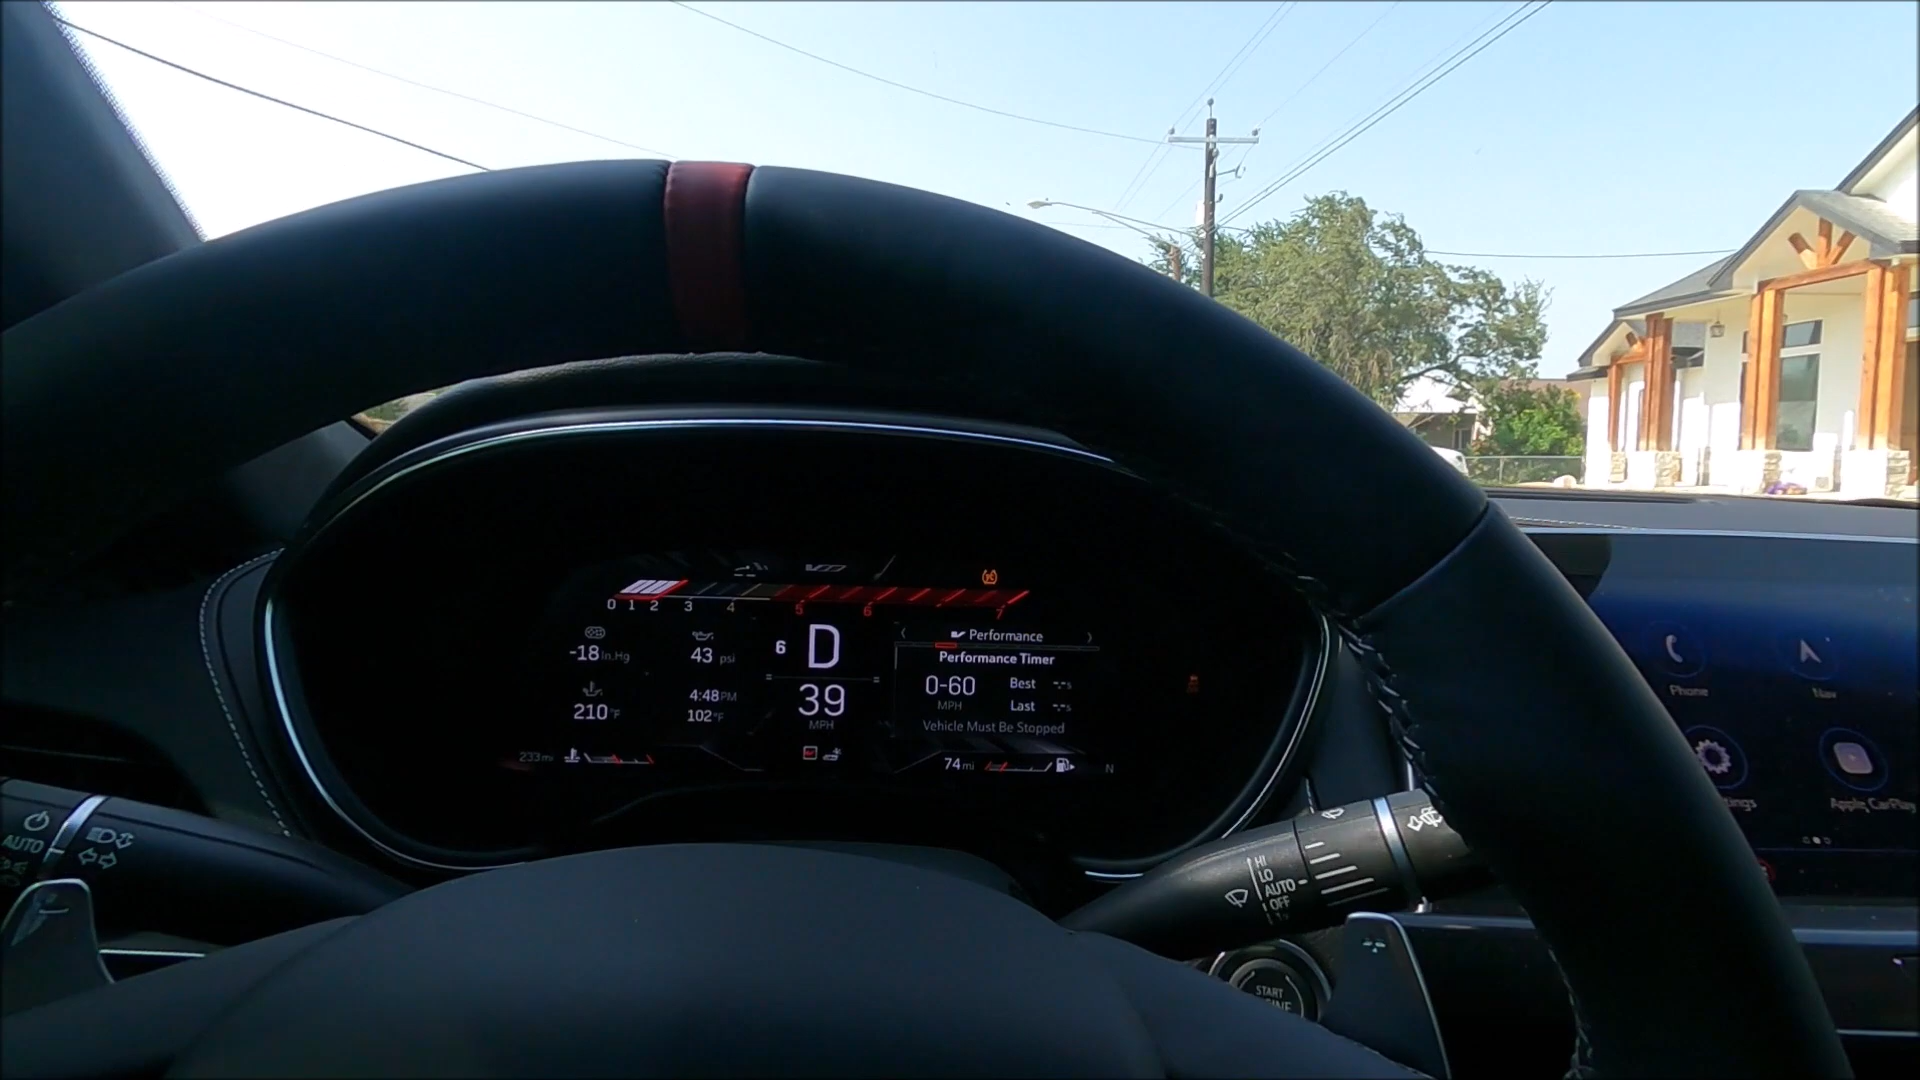 0 1 2 3 4 5 6 7
-18 In.Hg
43 psi
6
D
Performance
Performance Timer
0-60
MPH
Best --s
Last --s
Vehicle Must Be Stopped
210 °F
4:48 PM
102 °F
39
MPH
233 mi
74 mi
N
Phone
Nav
Apple CarPlay
AUTO
HI
LO
AUTO
OFF
START